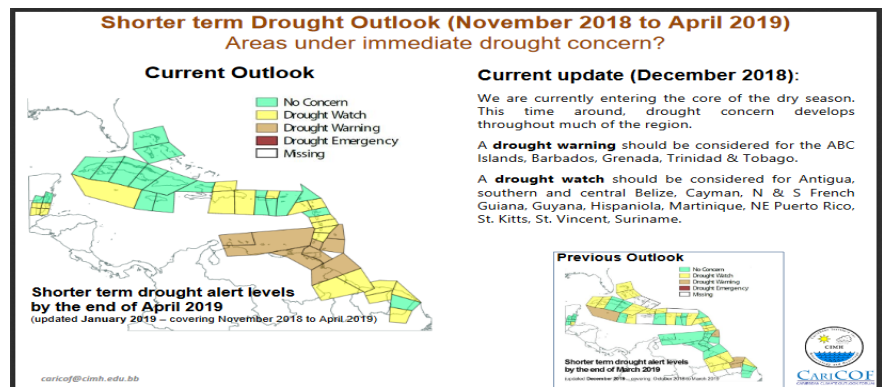 Shorter term Drought Outlook (November 2018 to April 2019)
Areas under immediate drought concern?
Current Outlook
No Concern
Drought Watch
Drought Warning
Drought Emergency
Missing
Shorter term drought alert levels
by the end of April 2019
(updated January 2019 – covering November 2018 to April 2019)
caricof@cimh.edu.bb
Current update (December 2018):
We are currently entering the core of the dry season.
This time around, drought concern develops
throughout much of the region.
A drought warning should be considered for the ABC
Islands, Barbados, Grenada, Trinidad & Tobago.
A drought watch should be considered for Antigua,
southern and central Belize, Cayman, N & S French
Guiana, Guyana, Hispaniola, Martinique, NE Puerto Rico,
St. Kitts, St. Vincent, Suriname.
Previous Outlook
No Concern
Drought Watch
Drought Warning
Drought Emergency
Missing
Shorter term drought alert levels
by the end of March 2019
CIMH
CARICOF